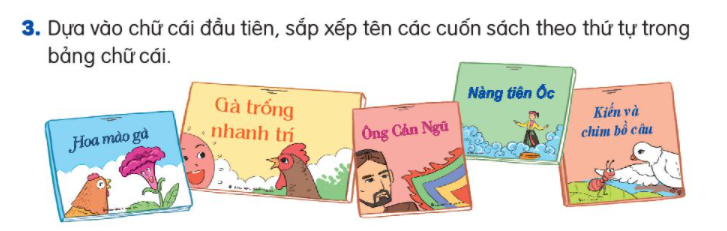 3. Dựa vào chữ cái đầu tiên, sắp xếp tên các cuốn sách theo thứ tự trong
bảng chữ cái.
Hoa mào gà
Gà trống
nhanh trí
Ông Cản Ngũ
Nàng tiên Ốc
Kiến và
chim bồ câu